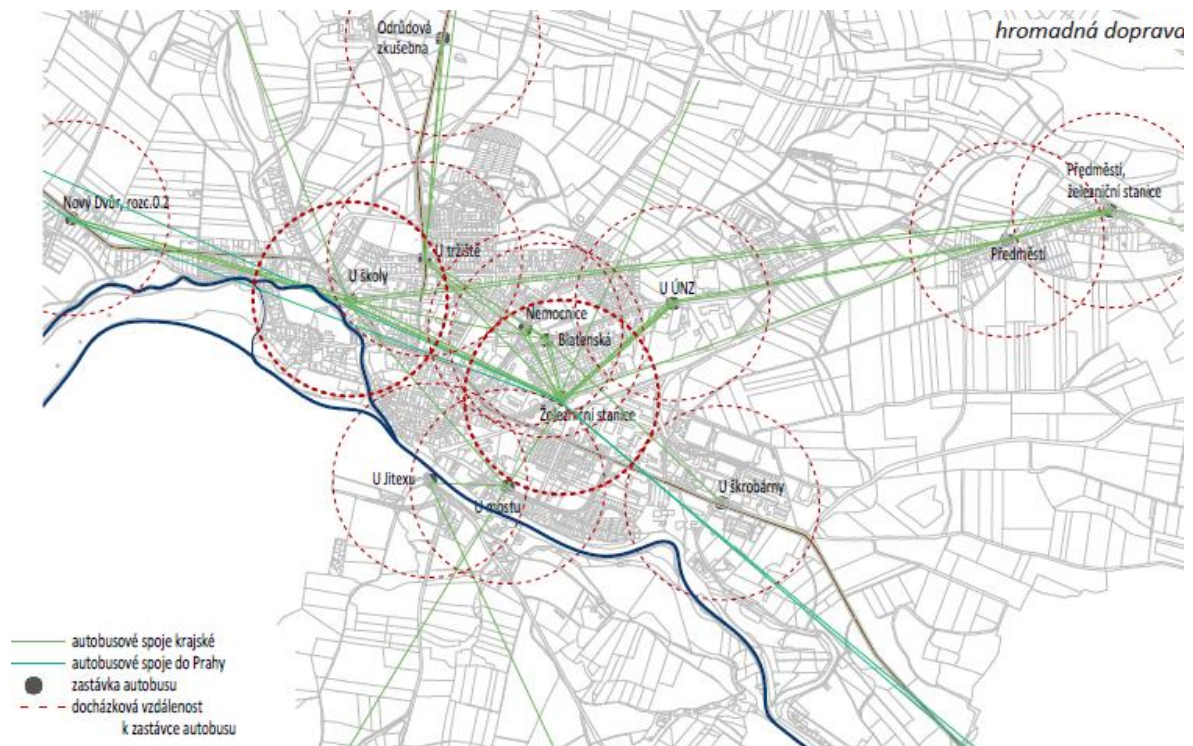 hromadná doprava
Odrůdová
zkušebna
Předměstí,
železniční stanice
Nový Dvůr, rozc.0.2
U tržiště
Předměstí
U školy
U ÚNZ
Nemocnice
Blatenská
Železniční stanice
U Jitexu
U mostu
U škrobárny
autobusové spoje krajské
autobusové spoje do Prahy
zastávka autobusu
docházková vzdálenost
k zastávce autobusu